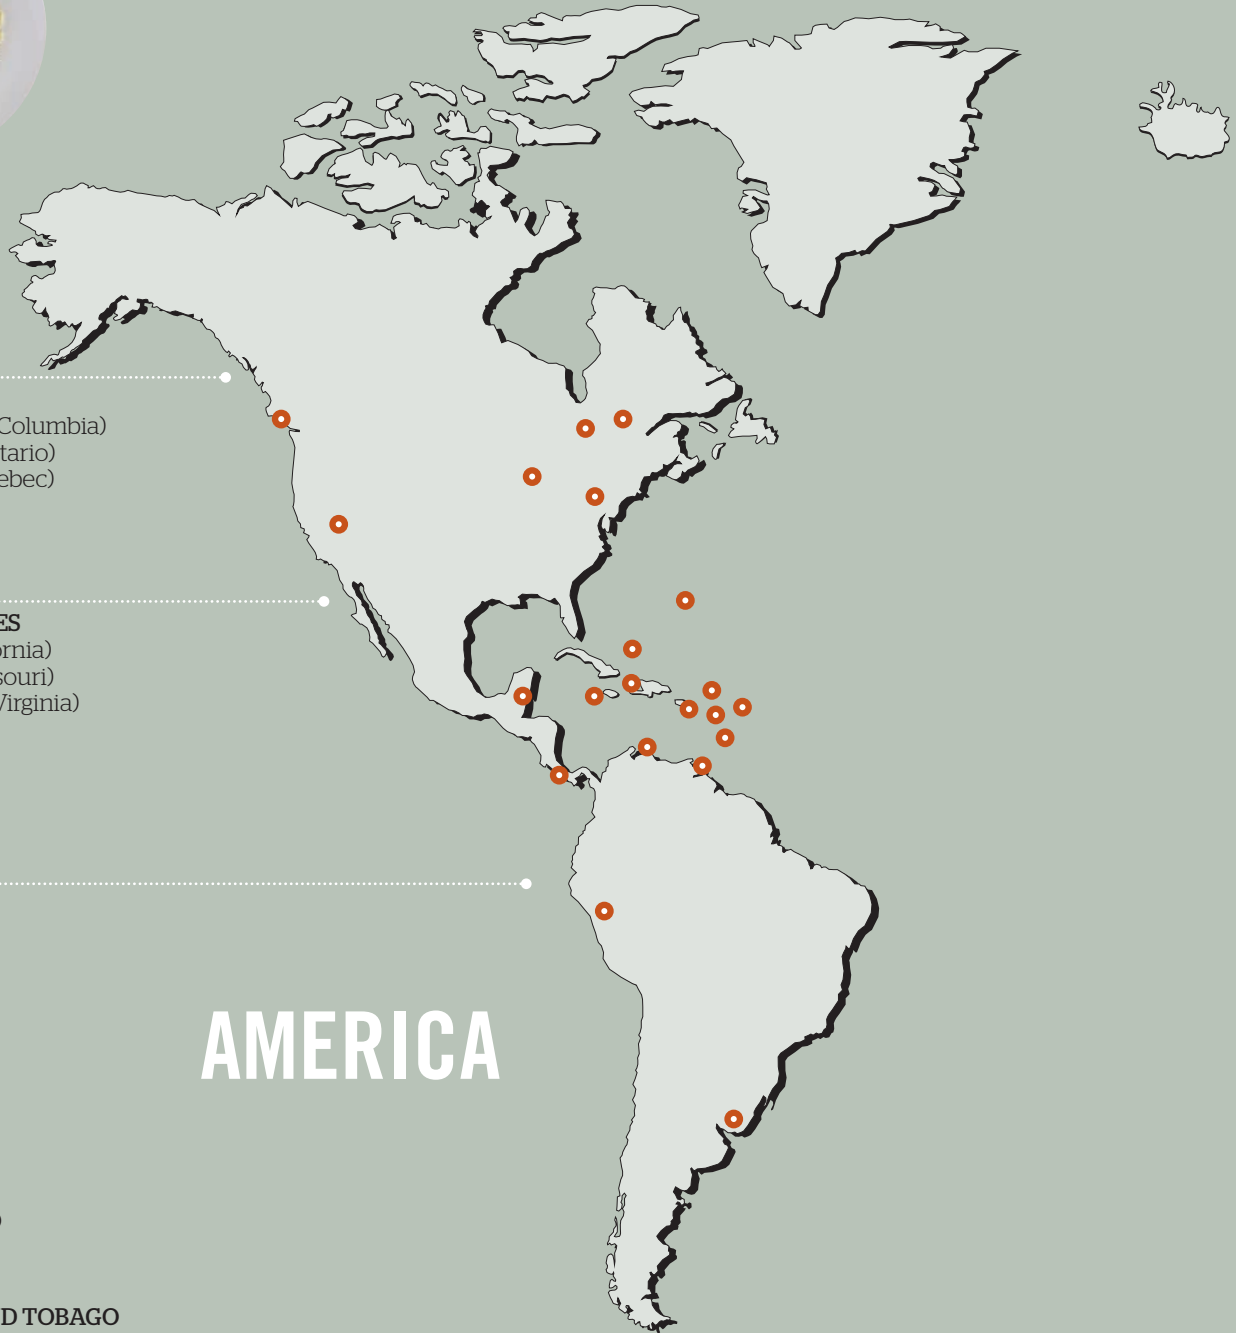 Columbia)
tario)
ebec)
ES
ornia)
souri)
Virginia)
AMERICA
)
D TOBAGO